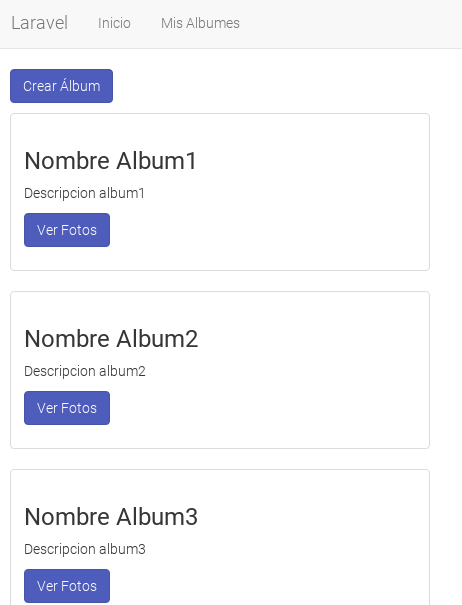 Laravel Inicio Mis Albumes
Crear Álbum
Nombre Album1
Descripcion album1
Ver Fotos
Nombre Album2
Descripcion album2
Ver Fotos
Nombre Album3
Descripcion album3
Ver Fotos